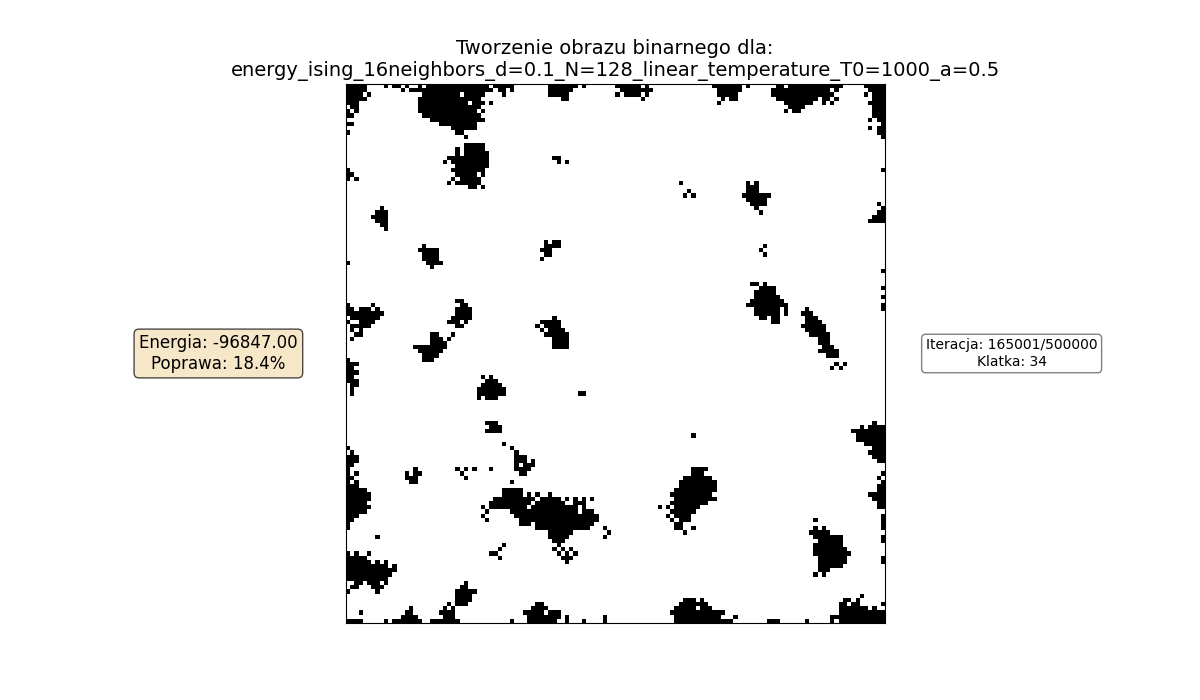 Tworzenie obrazu binarnego dla:
energy_ising_16neighbors_d=0.1_N=128_linear_temperature_T0=1000_a=0.5
Energia: -96847.00
Poprawa: 18.4%
Iteracja: 165001/500000
Klatka: 34